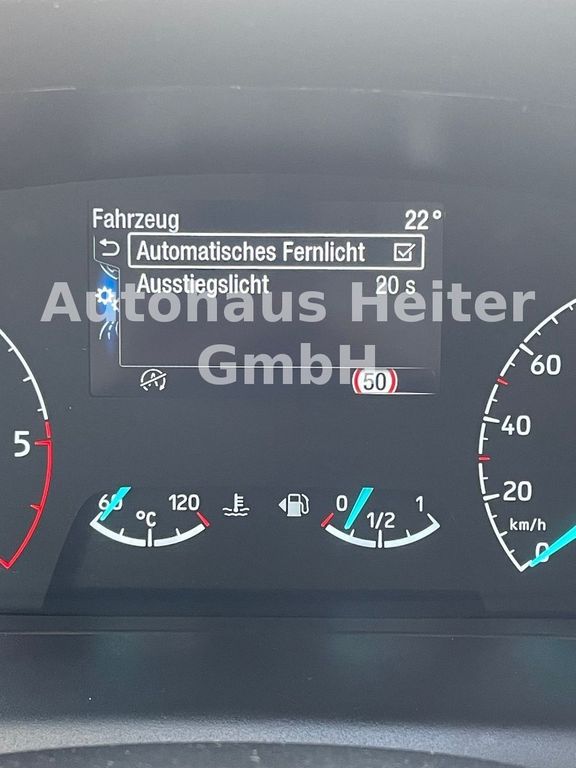 Fahrzeug 22°
Automatisches Fernlicht
Ausstiegslicht 20 s
Autohaus Heiter
GmbH
A
50
5
60 120
°C
0 1
1/2
60
40
20
km/h
0